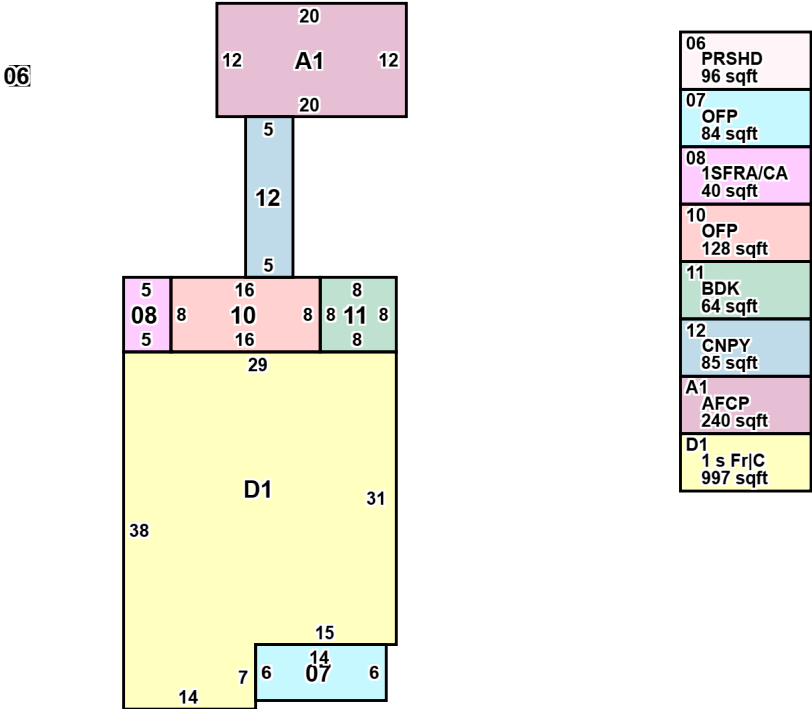 20
12 A1 12
20
06
5
12
5
5
08
5
16
8 10 8
16
8
8 11 8
8
29
D1
31
38
15
7
14
14
6 07 6
06
PRSHD
96 sqft
07
OFP
84 sqft
08
1SFRA/CA
40 sqft
10
OFP
128 sqft
11
BDK
64 sqft
12
CNPY
85 sqft
A1
AFCP
240 sqft
D1
1 s Fr|C
997 sqft